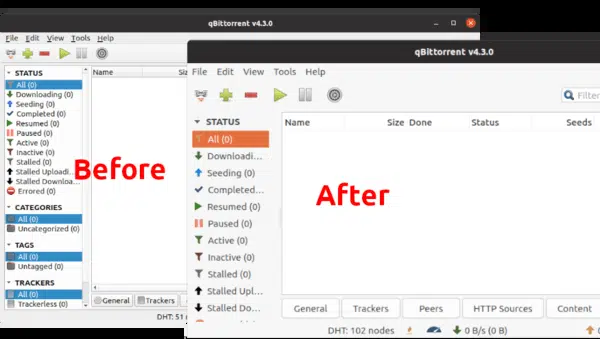 qBittorrent v4.3.0
File Edit View Tools Help
STATUS
All (0)
Downloading (0)
Seeding (0)
Completed (0)
Resumed (0)
Paused (0)
Active (0)
Inactive (0)
Stalled (0)
Stalled Uploadi...
Stalled Downloa...
Errored (0)
CATEGORIES
All (0)
Uncategorized (0)
TAGS
All (0)
Untagged (0)
TRACKERS
All (0)
Trackerless (0)
Name
General Trackers
DHT: 51
Before
qBittorrent v4.3.0
File Edit View Tools Help
Filter
STATUS
All (0)
Downloadi...
Seeding (0)
Completed...
Resumed (0)
Paused (0)
Active (0)
Inactive (0)
Stalled (0)
Stalled Upl...
Stalled Do...
Name Size Done Status Seeds
After
General Trackers Peers HTTP Sources Content
DHT: 102 nodes 0 B/s (0 B)